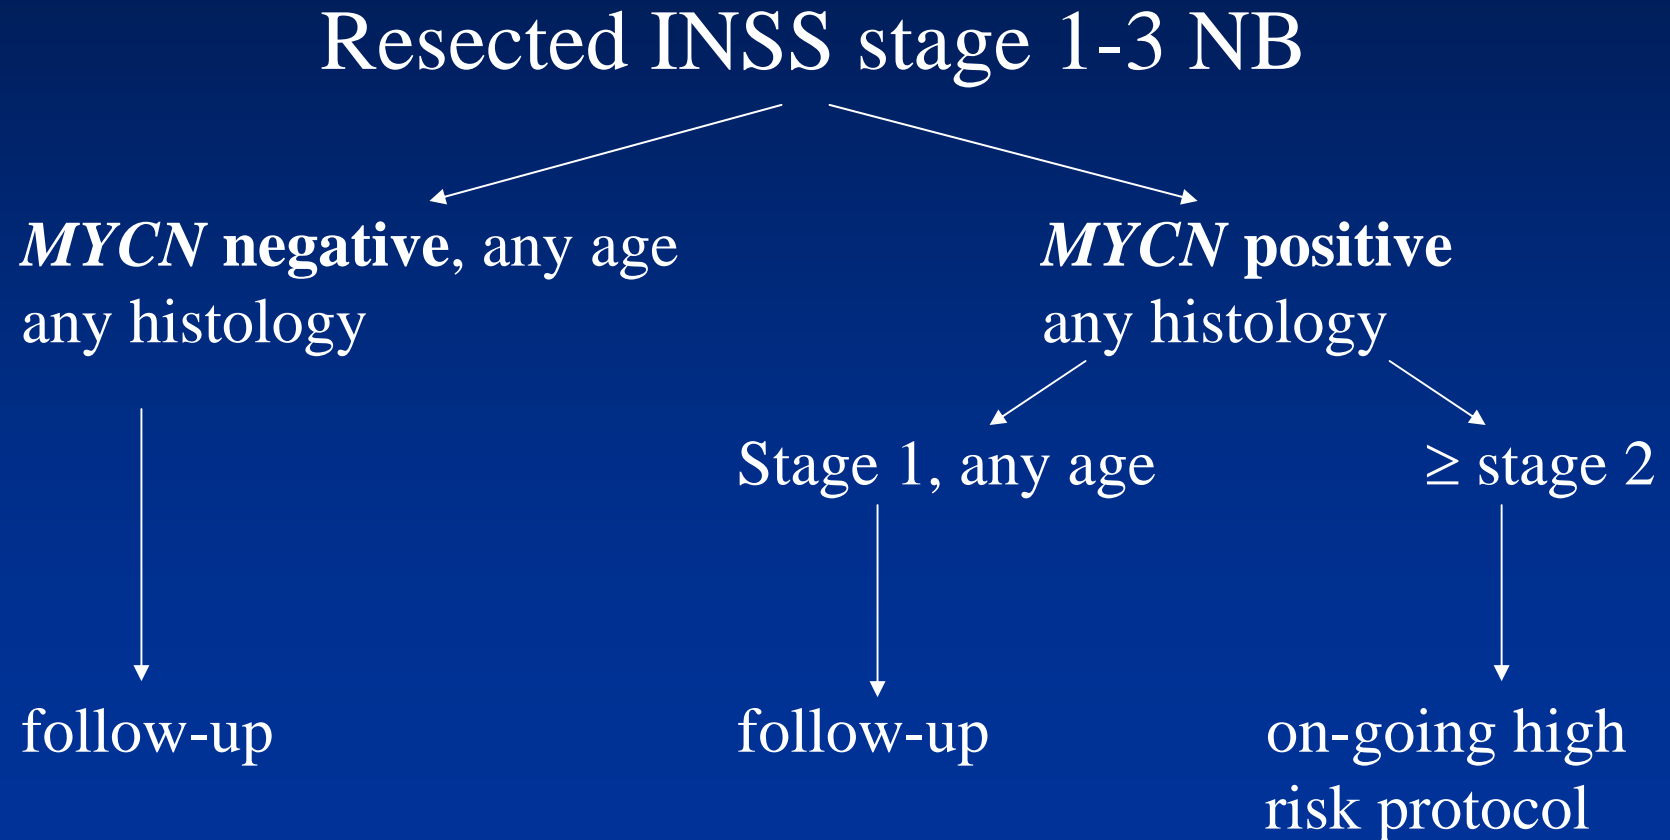 Resected INSS stage 1-3 NB
MYCN negative, any age
any histology
MYCN positive
any histology
Stage 1, any age
≥ stage 2
follow-up
follow-up
on-going high
risk protocol